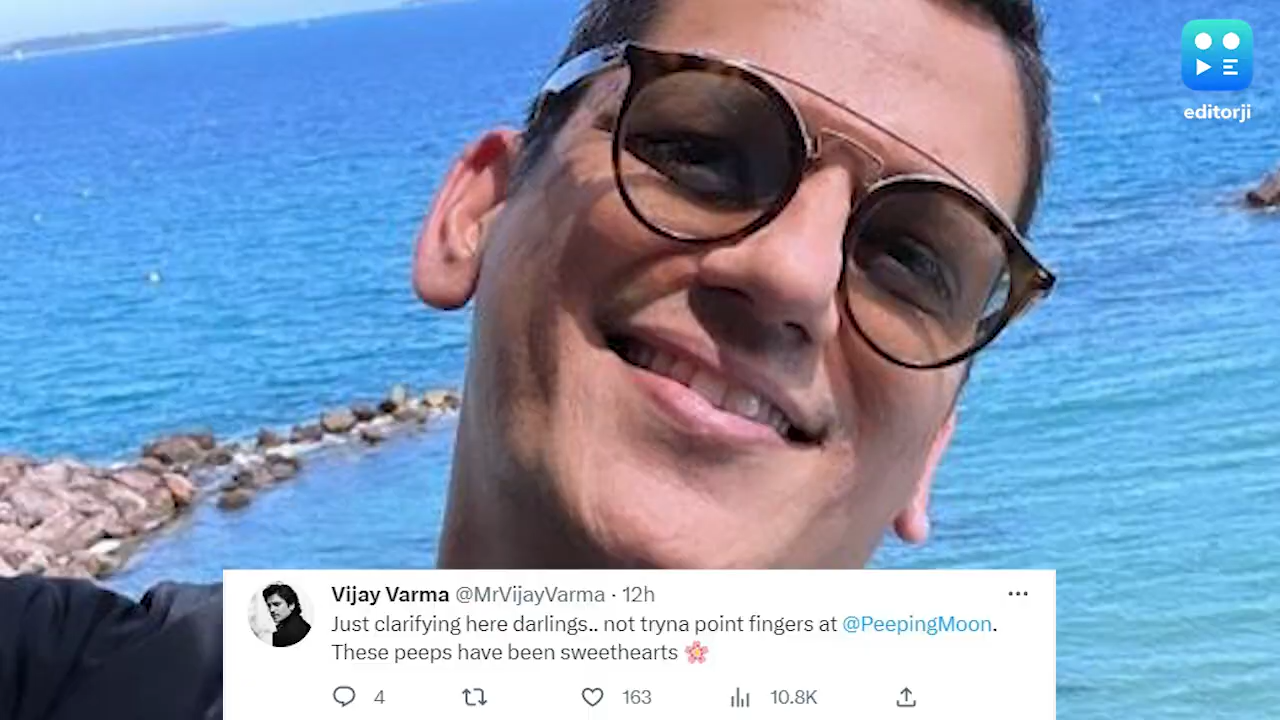 editorji
Vijay Varma @MrVijayVarma · 12h
Just clarifying here darlings.. not tryna point fingers at @PeepingMoon.
These peeps have been sweethearts 🌸
4 163 10.8K